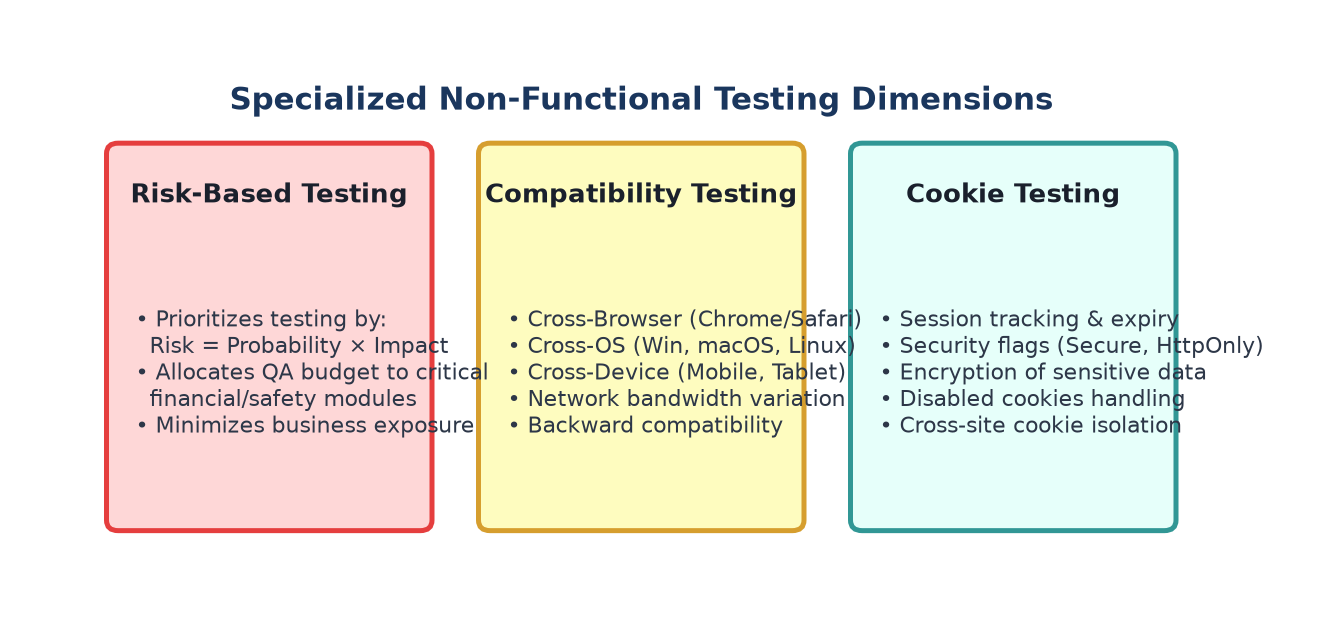 Specialized Non-Functional Testing Dimensions
Risk-Based Testing
• Prioritizes testing by:
Risk = Probability × Impact
• Allocates QA budget to critical
financial/safety modules
• Minimizes business exposure
Compatibility Testing
• Cross-Browser (Chrome/Safari)
• Cross-OS (Win, macOS, Linux)
• Cross-Device (Mobile, Tablet)
• Network bandwidth variation
• Backward compatibility
Cookie Testing
• Session tracking & expiry
• Security flags (Secure, HttpOnly)
• Encryption of sensitive data
• Disabled cookies handling
• Cross-site cookie isolation